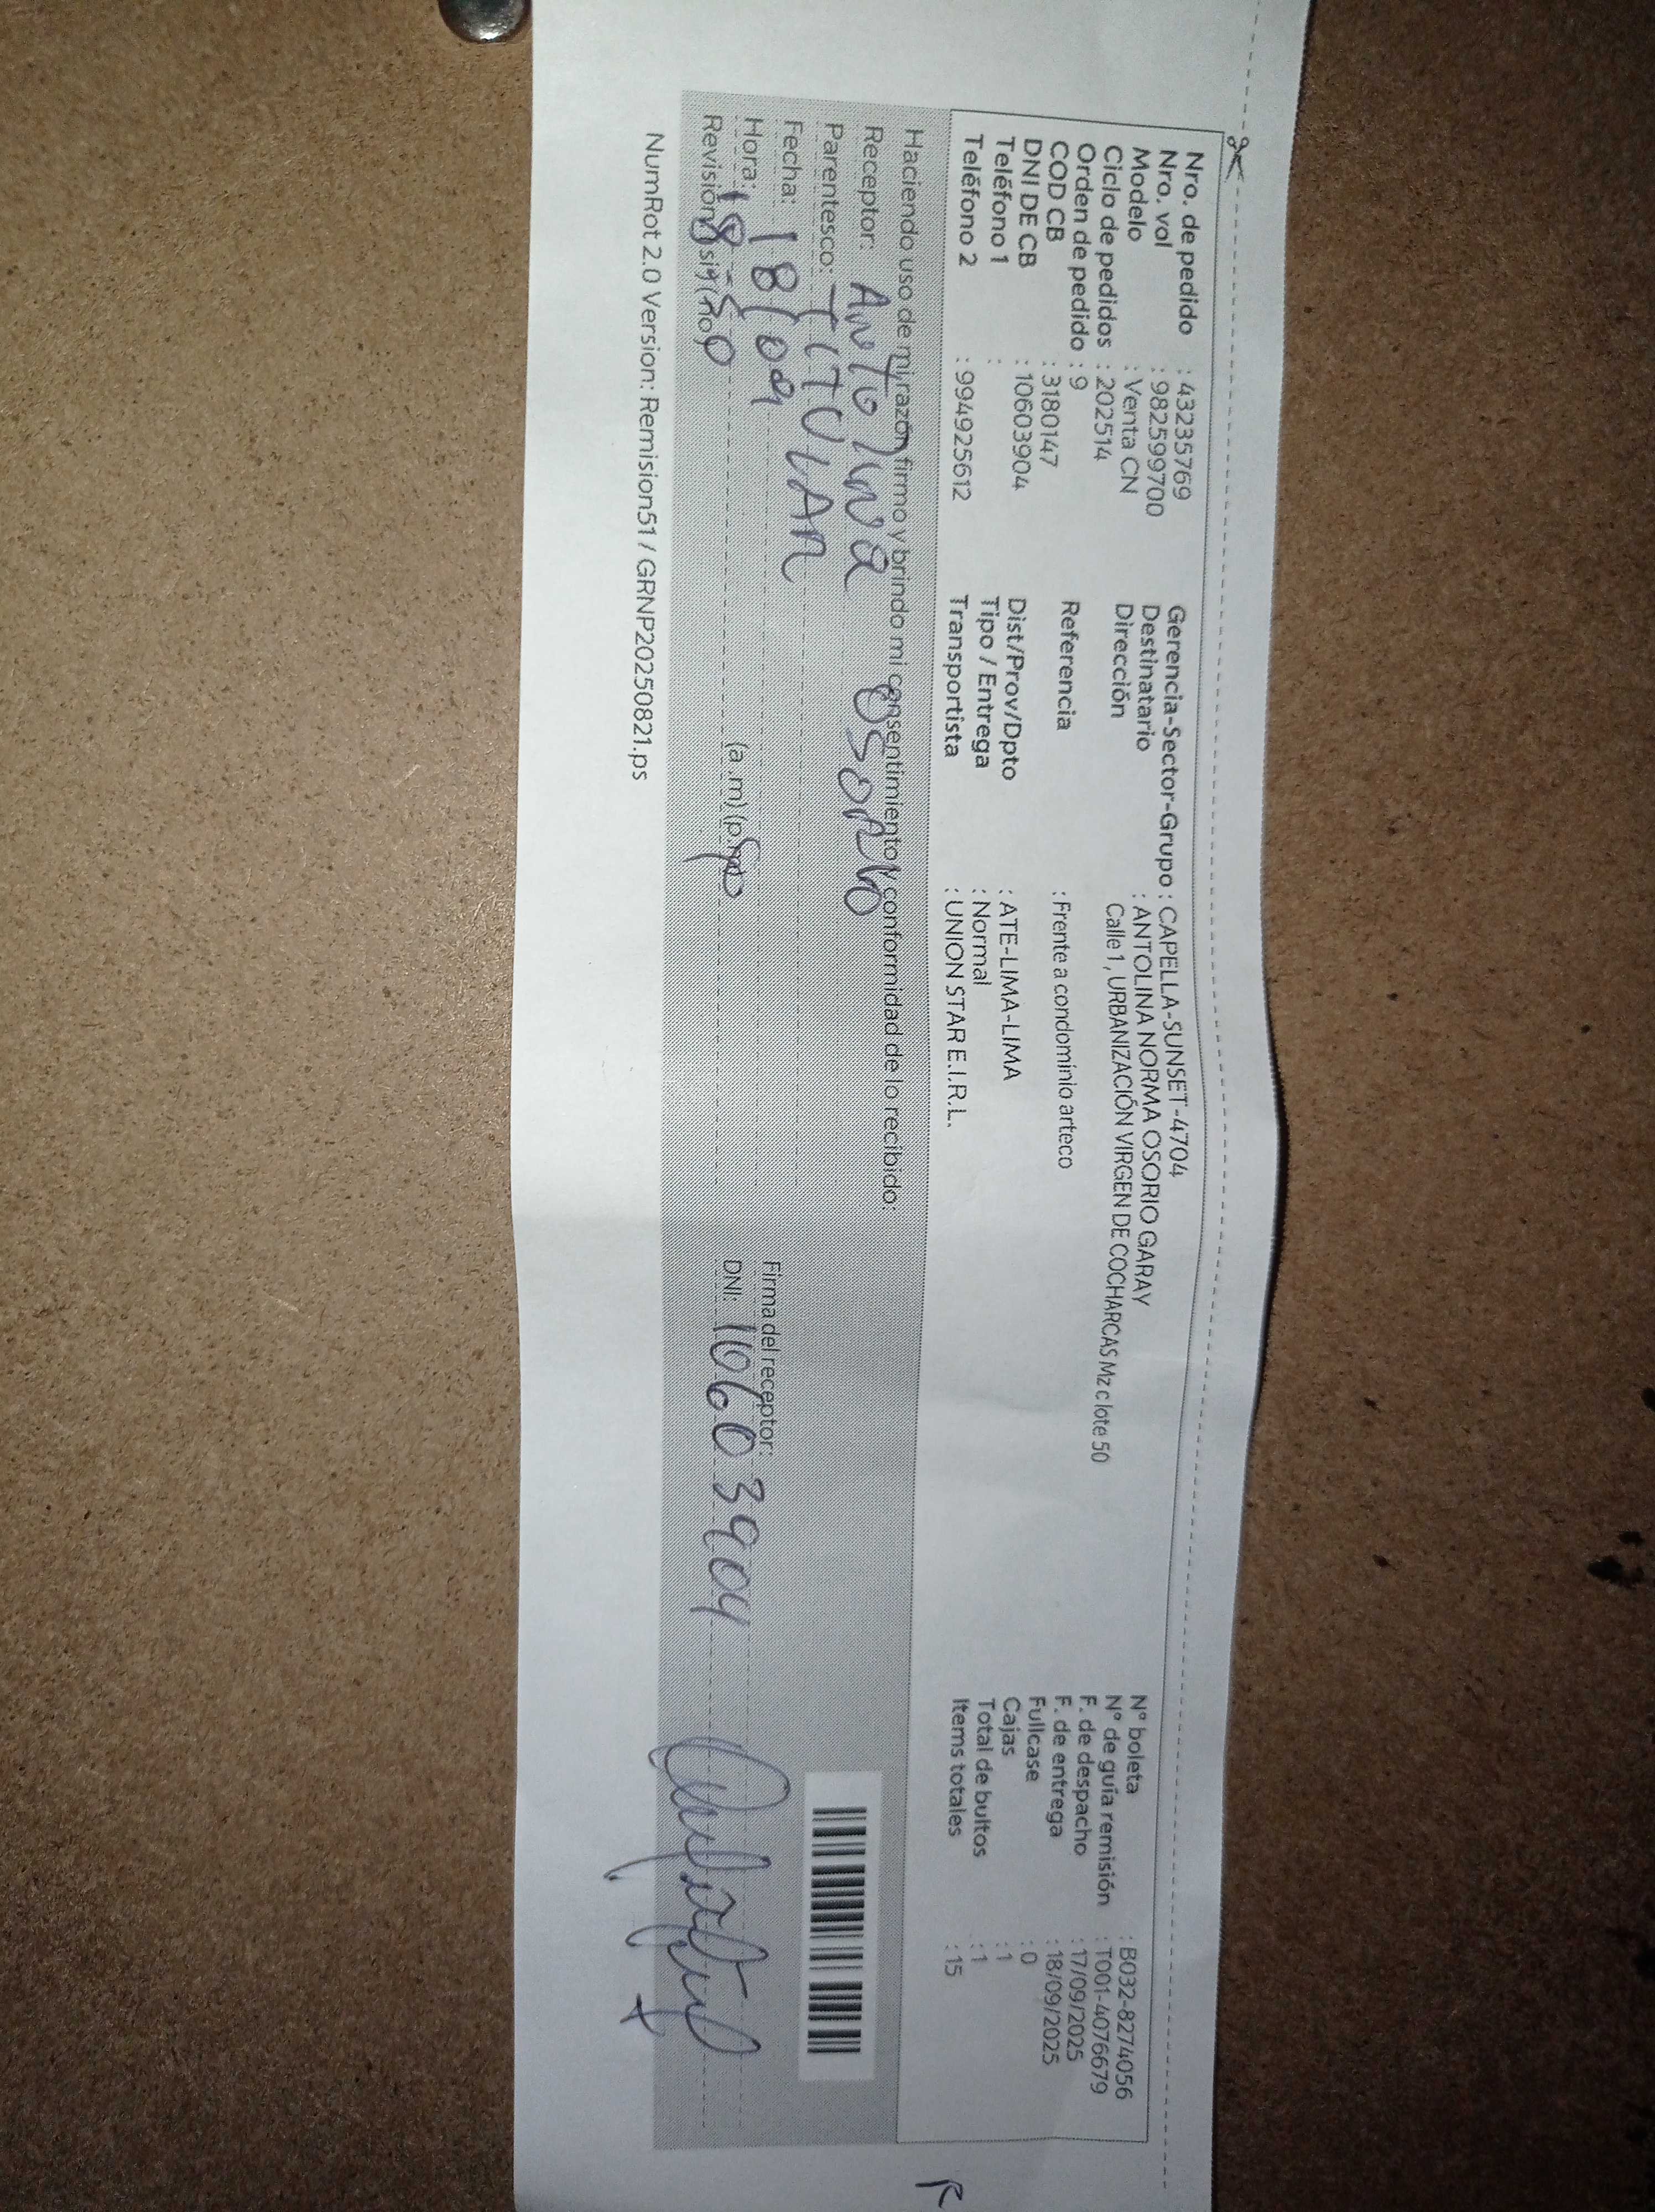 Nro. de pedido : 43235769
Nro. vol : 982599700
Modelo : Venta CN
Ciclo de pedidos : 202514
Orden de pedido : 9
COD CB : 3180147
DNI DE CB : 10603904
Teléfono 1 :
Teléfono 2 : 994925612
Gerencia-Sector-Grupo : CAPELLA-SUNSET-4704
Destinatario : ANTOLINA NORMA OSORIO GARAY
Dirección Calle 1, URBANIZACIÓN VIRGEN DE COCHARCAS Mz c lote 50
Referencia : Frente a condominio arteco
Dist/Prov/Dpto : ATE-LIMA-LIMA
Tipo / Entrega : Normal
Transportista : UNION STAR E.I.R.L.
N° boleta : B032-8274056
N° de guía remisión : T001-4076679
F. de despacho : 17/09/2025
F. de entrega : 18/09/2025
Fullcase : 0
Cajas : 1
Total de bultos : 1
Items totales : 15
Haciendo uso de mi razón firmo y brindo mi consentimiento y conformidad de lo recibido:
Receptor: Antolina Osorio
Parentesco: TITULAR
Fecha: 18/09
Hora: 18:30 (a .m) (p.m)
Revisión si no
Firma del receptor:
DNI: 10603904
NumRot 2.0 Version: Remision51 / GRNP20250821.ps